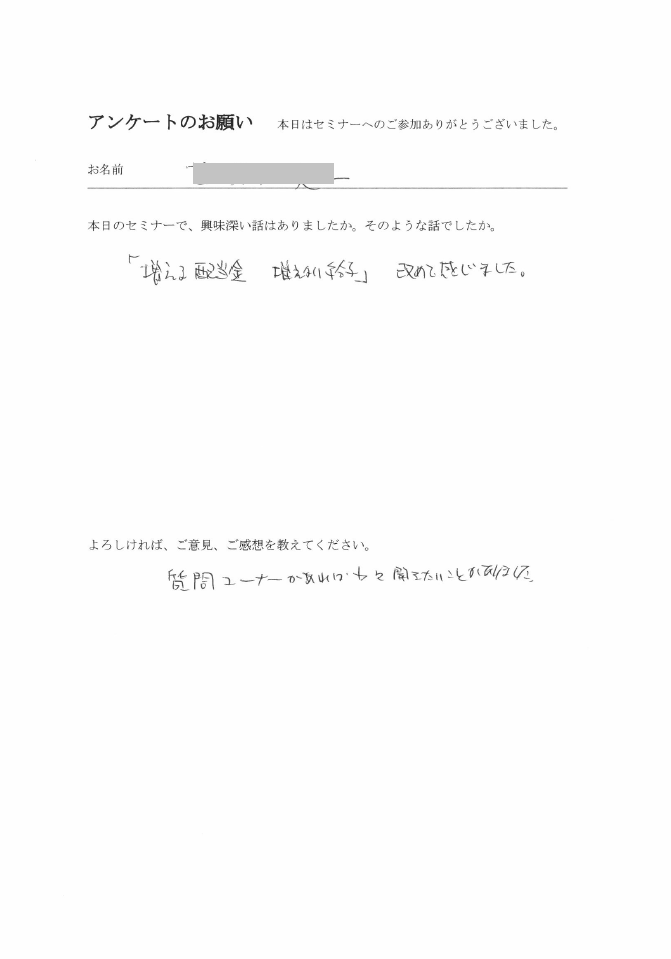 アンケートのお願い 本日はセミナーへのご参加ありがとうございました。
お名前
本日のセミナーで、興味深い話はありましたか。そのような話でしたか。
「増える配当金 増えない給与」 改めて感じました。
よろしければ、ご意見、ご感想を教えてください。
質問コーナーがあればもっと聞きたいことがありました